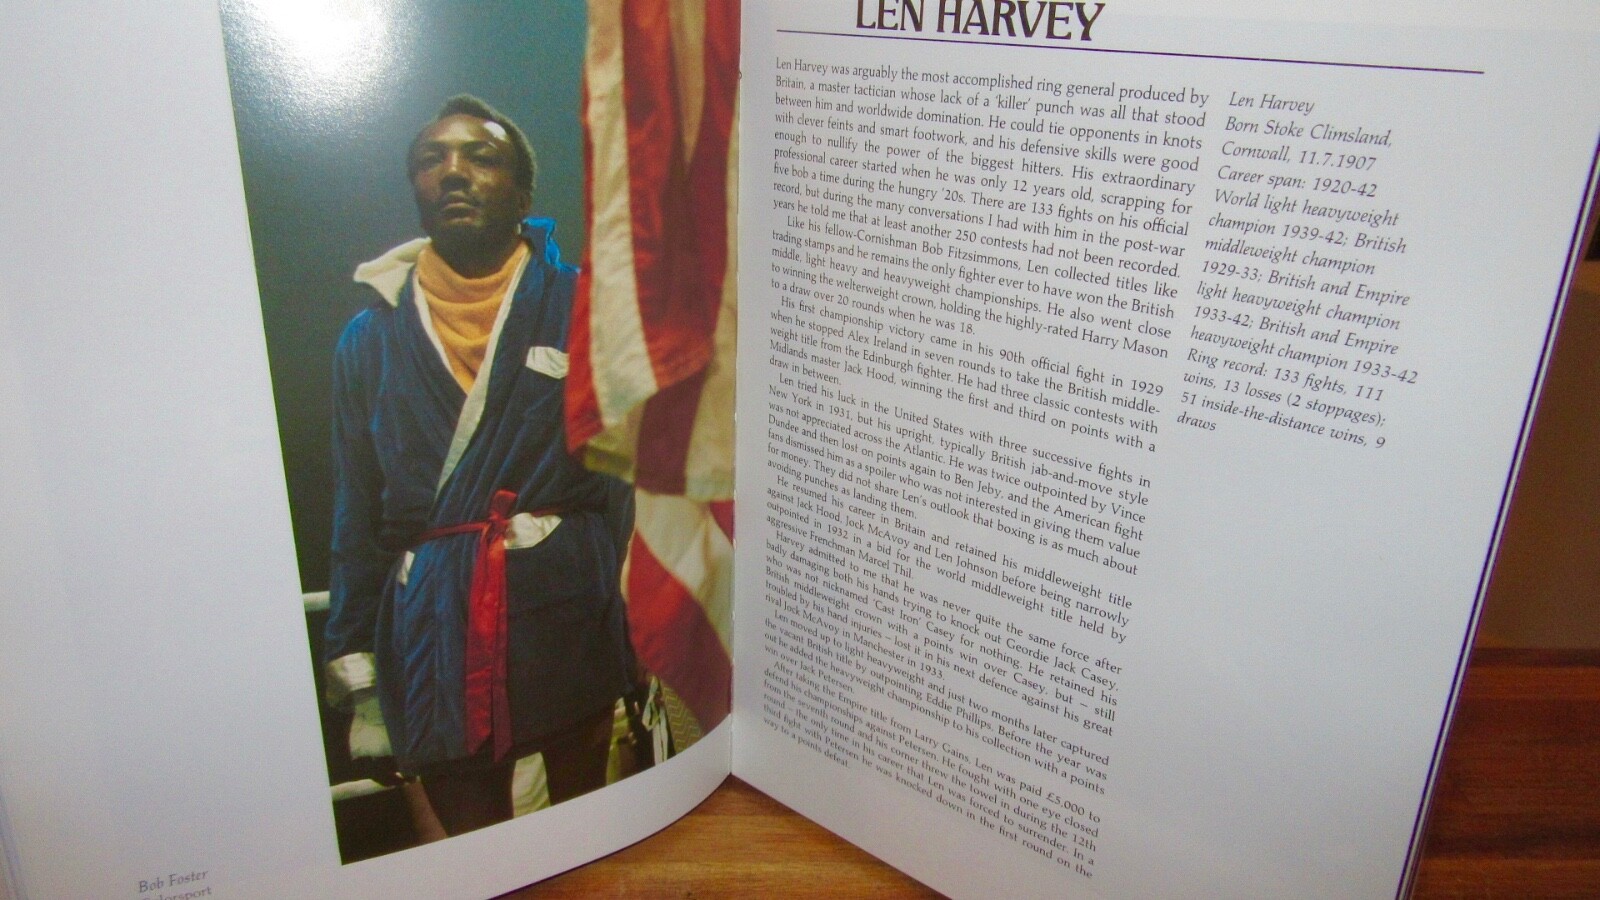 LEN HARVEY
Len Harvey was arguably the most accomplished ring general produced by
Britain, a master tactician whose lack of a 'killer' punch was all that stood
between him and worldwide domination. He could tie opponents in knots
with clever feints and smart footwork, and his defensive skills were good
enough to nullify the power of the biggest hitters. His extraordinary
professional career started when he was only 12 years old, scrapping for
five bob a time during the hungry '20s. There are 133 fights on his official
record, but during the many conversations I had with him in the post-war
years he told me that at least another 250 contests had not been recorded.
Like his fellow-Cornishman Bob Fitzsimmons, Len collected titles like
trading stamps and he remains the only fighter ever to have won the British
middle, light heavy and heavyweight championships. He also went close
to winning the welterweight crown, holding the highly-rated Harry Mason
to a draw over 20 rounds when he was 18.
His first championship victory came in his 90th official fight in 1929
when he stopped Alex Ireland in seven rounds to take the British middle-
weight title from the Edinburgh fighter. He had three classic contests with
Midlands master Jack Hood, winning the first and third on points with a
draw in between.
Len tried his luck in the United States with three successive fights in
New York in 1931, but his upright, typically British jab-and-move style
was not appreciated across the Atlantic. He was twice outpointed by Vince
Dundee and then lost on points again to Ben Jeby, and the American fight
fans dismissed him as a spoiler who was not interested in giving them value
for money. They did not share Len's outlook that boxing is as much about
avoiding punches as landing them.
He resumed his career in Britain and retained his middleweight title
against Jack Hood, Jock McAvoy and Len Johnson before being narrowly
outpointed in 1932 in a bid for the world middleweight title held by
aggressive Frenchman Marcel Thil.
Harvey admitted to me that he was never quite the same force after
badly damaging both his hands trying to knock out Geordie Jack Casey,
who was not nicknamed 'Cast Iron' Casey for nothing. He retained his
British middleweight crown with a points win over Casey, but – still
troubled by his hand injuries – lost it in his next defence against his great
rival Jock McAvoy in Manchester in 1933.
Len moved up to light heavyweight and just two months later captured
the vacant British title by outpointing Eddie Phillips. Before the year was
out he added the heavyweight championship to his collection with a points
win over Jack Petersen.
After taking the Empire title from Larry Gains, Len was paid £5,000 to
defend his championships against Petersen. He fought with one eye closed
from the seventh round and his corner threw the towel in during the 12th
round – the only time in his career that Len was forced to surrender. In a
third fight with Petersen he was knocked down in the first round on the
way to a points defeat.
Len Harvey
Born Stoke Climsland,
Cornwall, 11.7.1907
Career span: 1920-42
World light heavyweight
champion 1939-42; British
middleweight champion
1929-33; British and Empire
light heavyweight champion
1933-42; British and Empire
heavyweight champion 1933-42
Ring record: 133 fights, 111
wins, 13 losses (2 stoppages);
51 inside-the-distance wins, 9
draws
Bob Foster